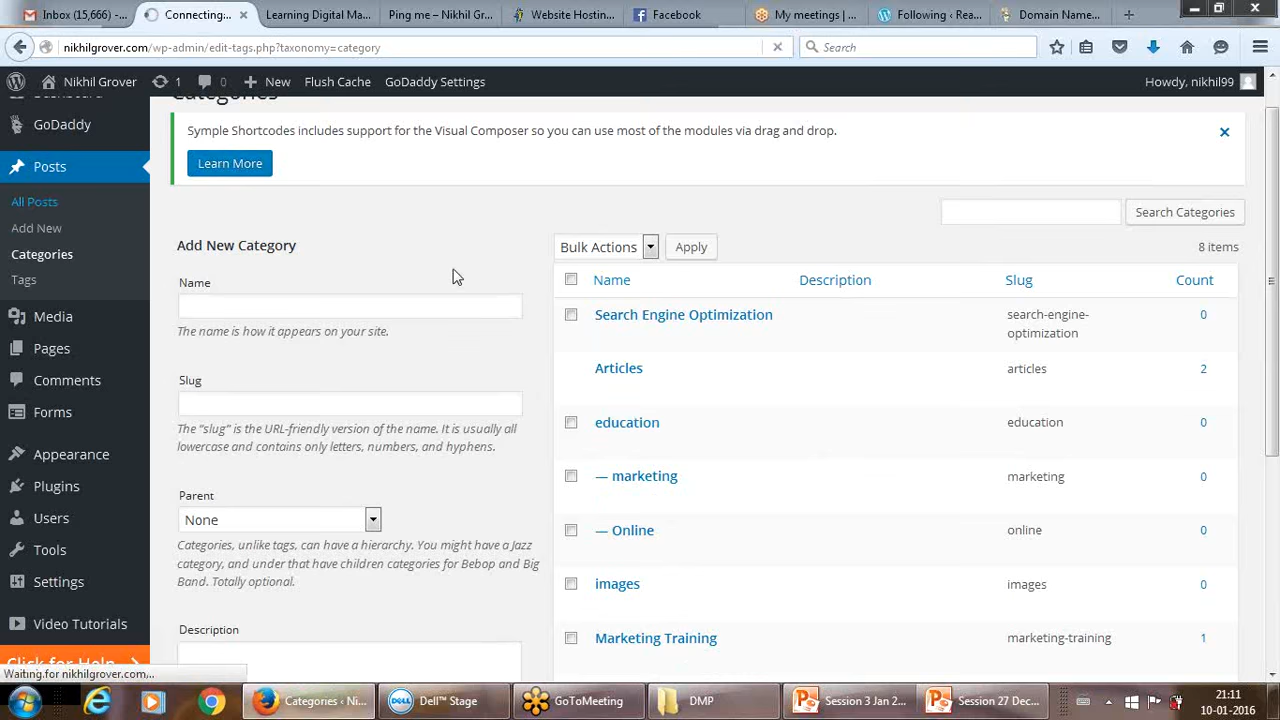 Inbox (15,666) -...
Connecting...
Learning Digital Ma...
Ping me – Nikhil Gr...
Website Hostin...
Facebook
My meetings | ...
Following ‹ Rea...
Domain Name...
nikhilgrover.com/wp-admin/edit-tags.php?taxonomy=category
Search
Nikhil Grover
1
0
New
Flush Cache
GoDaddy Settings
Howdy, nikhil99
Dashboard
Categories
GoDaddy
Posts
All Posts
Add New
Categories
Tags
Media
Pages
Comments
Forms
Appearance
Plugins
Users
Tools
Settings
Video Tutorials
Click for Help
Symple Shortcodes includes support for the Visual Composer so you can use most of the modules via drag and drop.
Learn More
Search Categories
Add New Category
Name
The name is how it appears on your site.
Slug
The “slug” is the URL-friendly version of the name. It is usually all
lowercase and contains only letters, numbers, and hyphens.
Parent
None
Categories, unlike tags, can have a hierarchy. You might have a Jazz
category, and under that have children categories for Bebop and Big
Band. Totally optional.
Description
Bulk Actions
Apply
8 items
Name Description Slug Count
Search Engine Optimization search-engine-optimization 0
Articles articles 2
education education 0
— marketing marketing 0
— Online online 0
images images 0
Marketing Training marketing-training 1
Waiting for nikhilgrover.com...
Categories ‹ Ni...
DELL
Dell™ Stage
GoToMeeting
DMP
Session 3 Jan 2...
Session 27 Dec...
21:11
10-01-2016